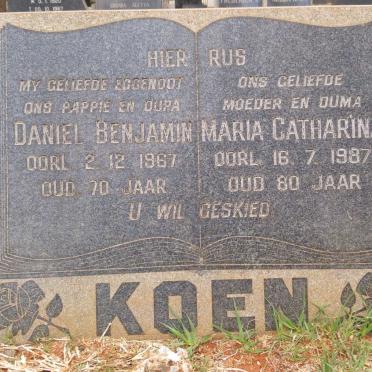 HIER RUS
MY GELIEFDE EGGENOOT
ONS PAPPIE EN OUPA
DANIEL BENJAMIN
OORL. 2. 12. 1967
OUD 70 JAAR
ONS GELIEFDE
MOEDER EN OUMA
MARIA CATHARINA
OORL. 16. 7. 1987
OUD 80 JAAR
U WIL GESKIED
KOEN